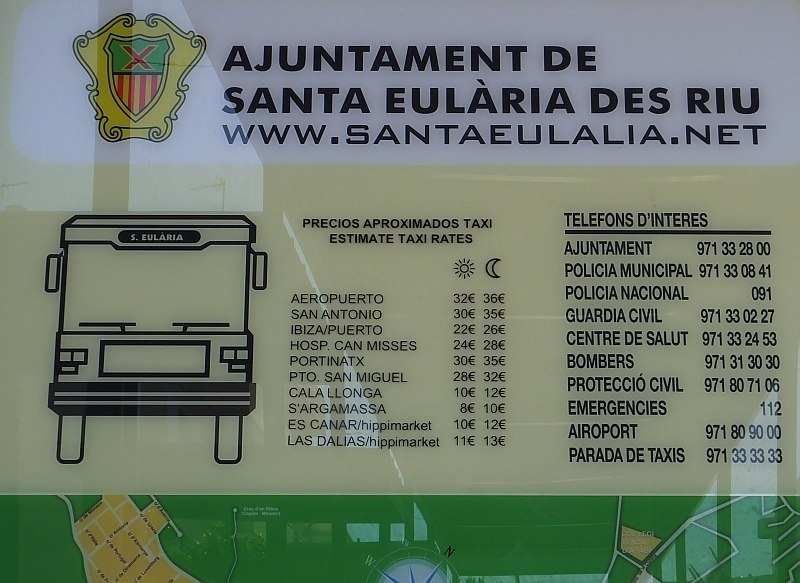 AJUNTAMENT DE
SANTA EULÀRIA DES RIU
WWW.SANTAEULALIA.NET
S. EULÀRIA
PRECIOS APROXIMADOS TAXI
ESTIMATE TAXI RATES
AEROPUERTO 32€ 36€
SAN ANTONIO 30€ 35€
IBIZA/PUERTO 22€ 26€
HOSP. CAN MISSES 24€ 28€
PORTINATX 30€ 35€
PTO. SAN MIGUEL 28€ 32€
CALA LLONGA 10€ 12€
S'ARGAMASSA 8€ 10€
ES CANAR/hippimarket 10€ 12€
LAS DALIAS/hippimarket 11€ 13€
TELEFONS D'INTERES
AJUNTAMENT 971 33 28 00
POLICIA MUNICIPAL 971 33 08 41
POLICIA NACIONAL 091
GUARDIA CIVIL 971 33 02 27
CENTRE DE SALUT 971 33 24 53
BOMBERS 971 31 30 30
PROTECCIÓ CIVIL 971 80 71 06
EMERGENCIES 112
AIROPORT 971 80 90 00
PARADA DE TAXIS 971 33 33 33
W
N